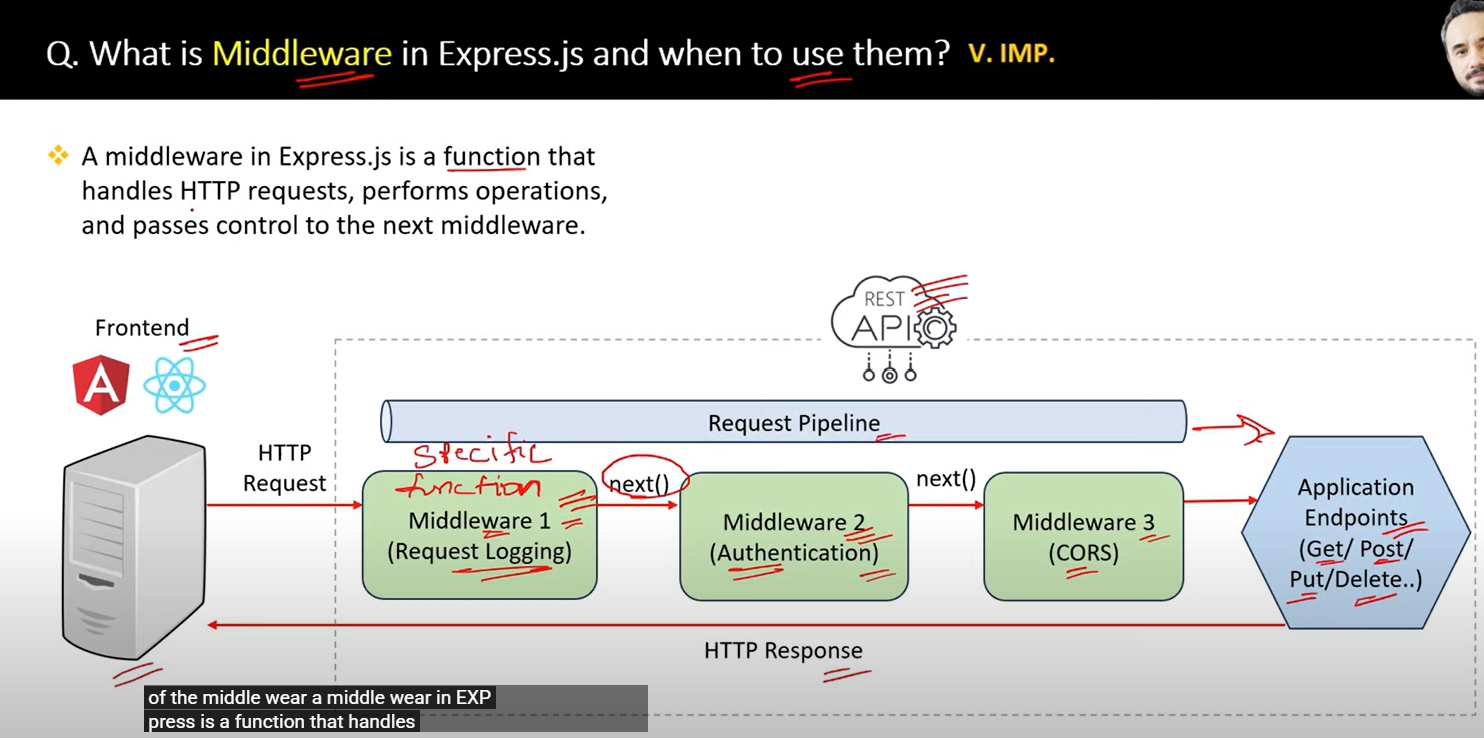 Q. What is Middleware in Express.js and when to use them? V. IMP.
A middleware in Express.js is a function that
handles HTTP requests, performs operations,
and passes control to the next middleware.
REST
API
Frontend
A
Request Pipeline
HTTP
Request
specific
function
Middleware 1
(Request Logging)
next()
Middleware 2
(Authentication)
next()
Middleware 3
(CORS)
Application
Endpoints
(Get/ Post/
Put/Delete..)
HTTP Response
of the middle wear a middle wear in EXP
press is a function that handles